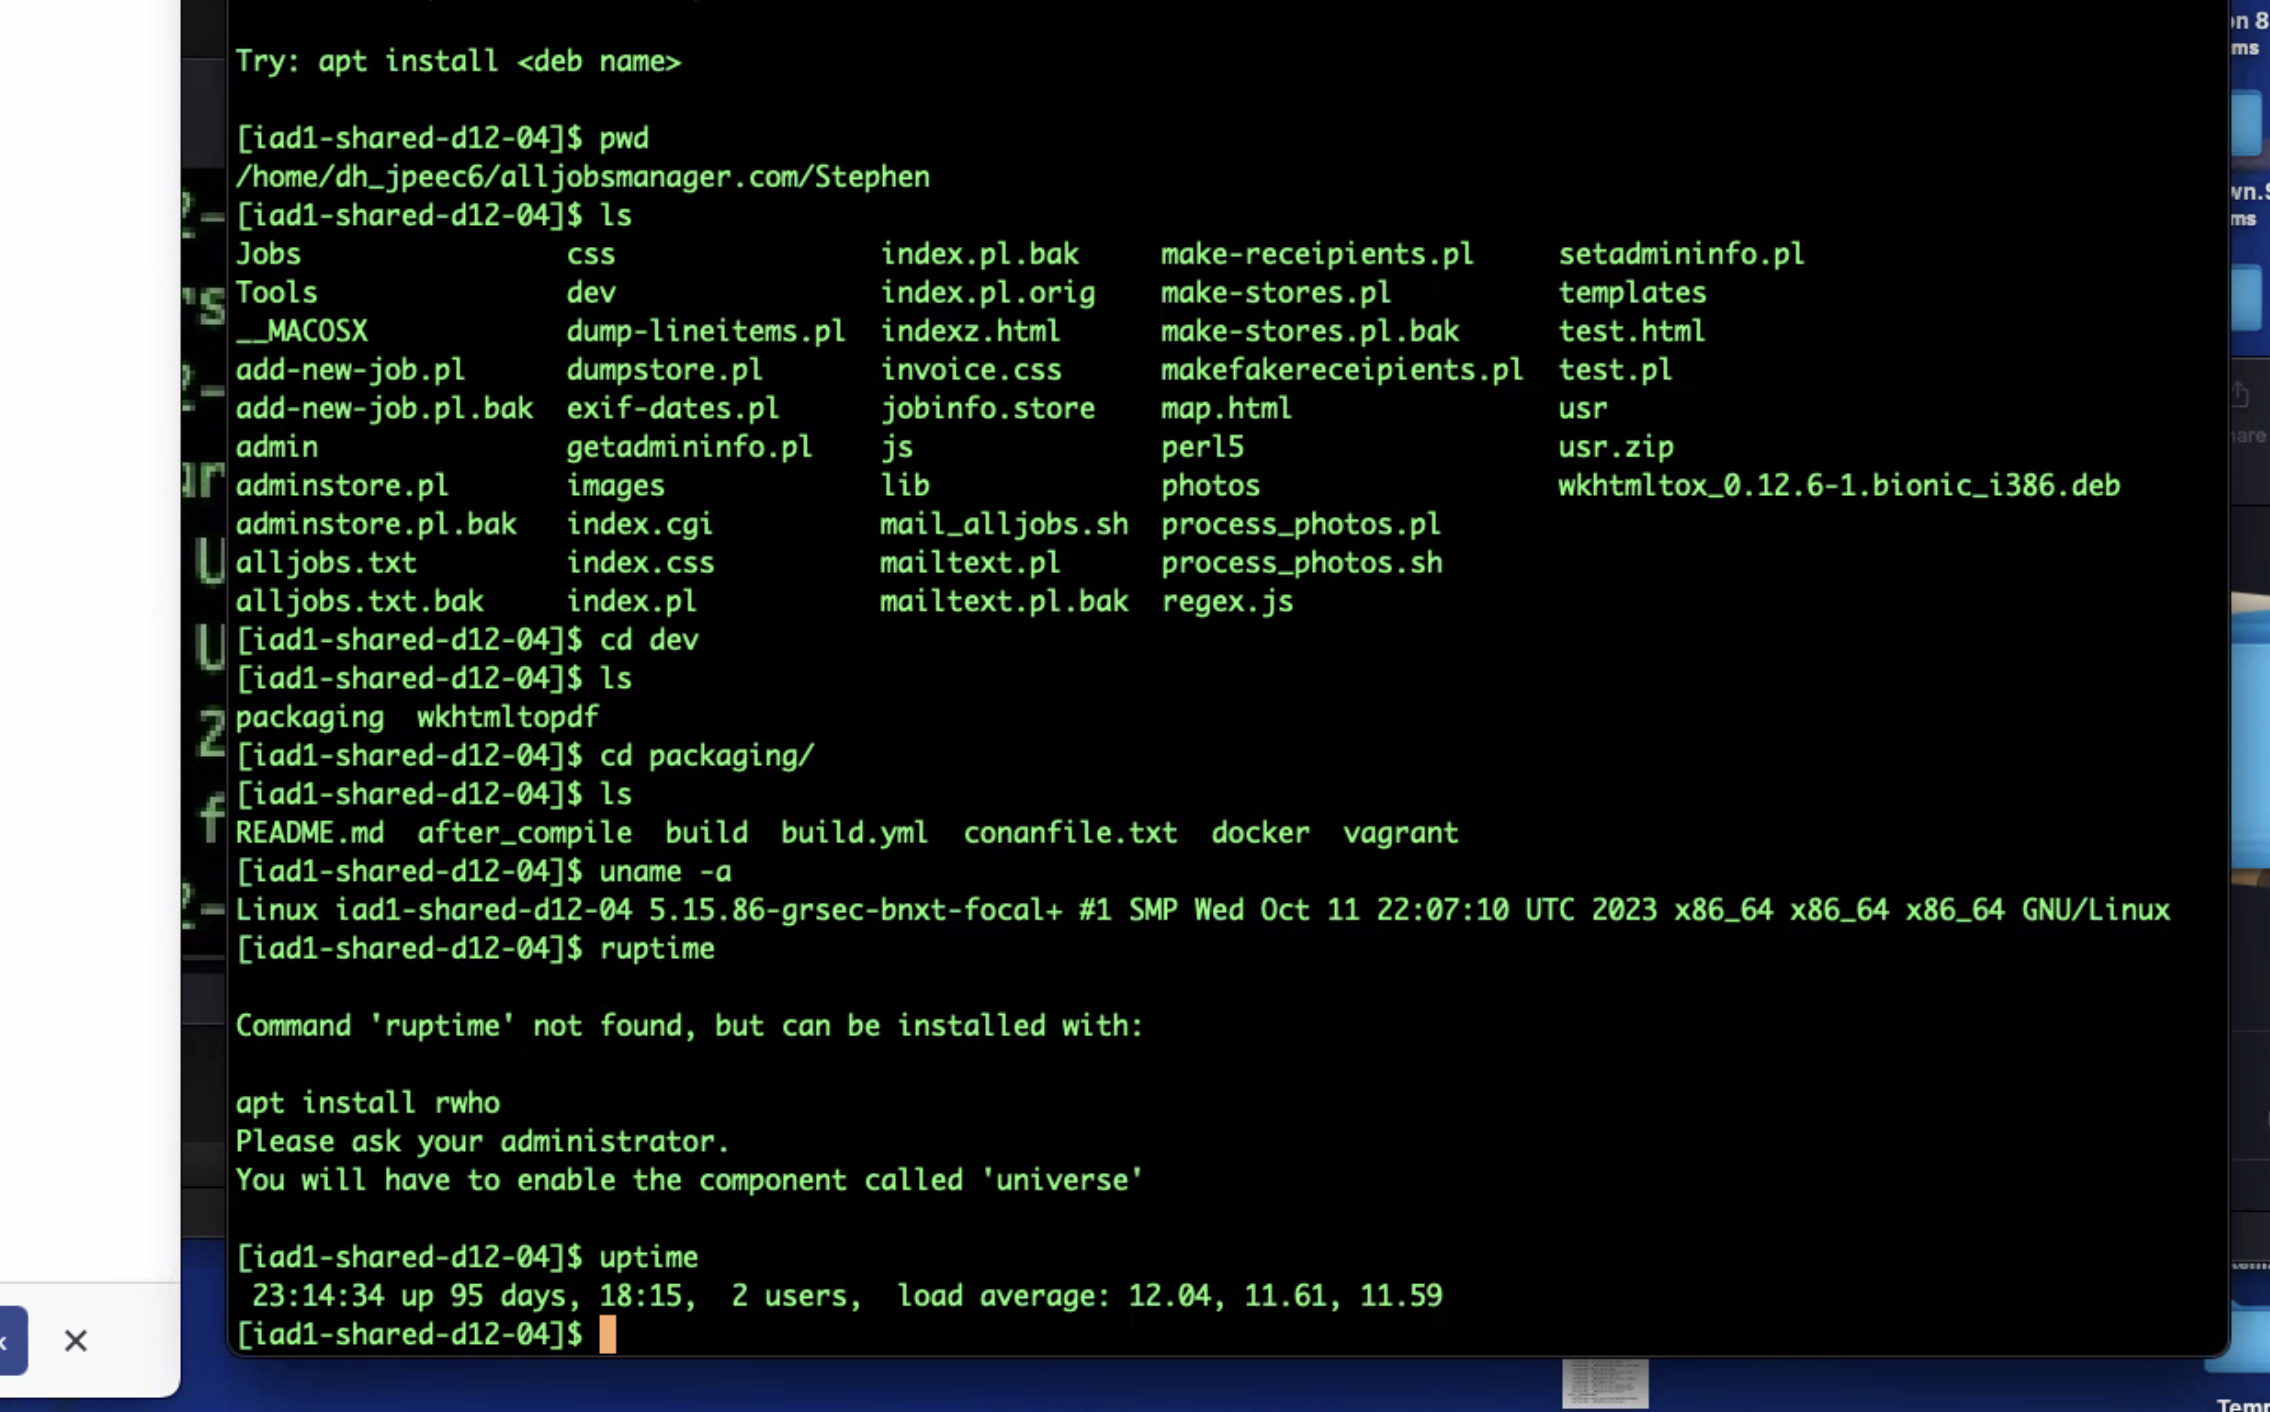 Try: apt install <deb name>
[iad1-shared-d12-04]$ pwd
/home/dh_jpeec6/alljobsmanager.com/Stephen
[iad1-shared-d12-04]$ ls
Jobs css index.pl.bak make-receipients.pl setadmininfo.pl
Tools dev index.pl.orig make-stores.pl templates
__MACOSX dump-lineitems.pl indexz.html make-stores.pl.bak test.html
add-new-job.pl dumpstore.pl invoice.css makefakereceipients.pl test.pl
add-new-job.pl.bak exif-dates.pl jobinfo.store map.html usr
admin getadmininfo.pl js perl5 usr.zip
adminstore.pl images lib photos wkhtmltox_0.12.6-1.bionic_i386.deb
adminstore.pl.bak index.cgi mail_alljobs.sh process_photos.pl
alljobs.txt index.css mailtext.pl process_photos.sh
alljobs.txt.bak index.pl mailtext.pl.bak regex.js
[iad1-shared-d12-04]$ cd dev
[iad1-shared-d12-04]$ ls
packaging wkhtmltopdf
[iad1-shared-d12-04]$ cd packaging/
[iad1-shared-d12-04]$ ls
README.md after_compile build build.yml conanfile.txt docker vagrant
[iad1-shared-d12-04]$ uname -a
Linux iad1-shared-d12-04 5.15.86-grsec-bnxt-focal+ #1 SMP Wed Oct 11 22:07:10 UTC 2023 x86_64 x86_64 x86_64 GNU/Linux
[iad1-shared-d12-04]$ ruptime
Command 'ruptime' not found, but can be installed with:
apt install rwho
Please ask your administrator.
You will have to enable the component called 'universe'
[iad1-shared-d12-04]$ uptime
23:14:34 up 95 days, 18:15, 2 users, load average: 12.04, 11.61, 11.59
[iad1-shared-d12-04]$